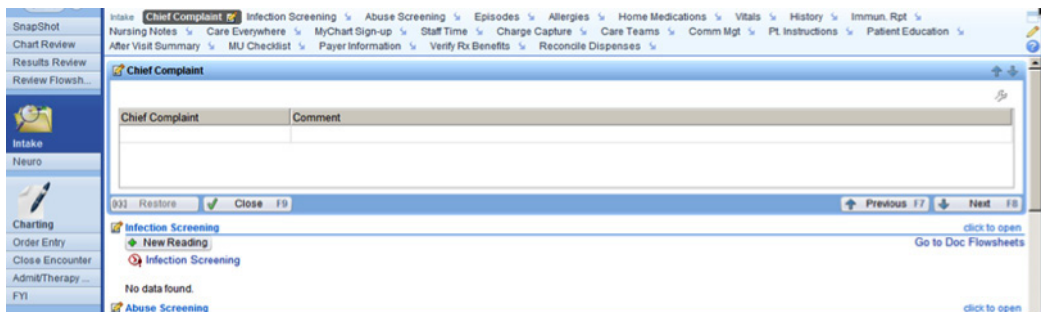 SnapShot
Chart Review
Results Review
Review Flowsh...
Intake
Neuro
Charting
Order Entry
Close Encounter
Admit/Therapy ...
FYI
Intake Chief Complaint Infection Screening Abuse Screening Episodes Allergies Home Medications Vitals History Immun. Rpt
Nursing Notes Care Everywhere MyChart Sign-up Staff Time Charge Capture Care Teams Comm Mgt Pt. Instructions Patient Education
After Visit Summary MU Checklist Payer Information Verify Rx Benefits Reconcile Dispenses
Chief Complaint
Chief Complaint Comment
Restore Close F9 Previous F7 Next F8
Infection Screening click to open
New Reading Go to Doc Flowsheets
Infection Screening
No data found.
Abuse Screening click to open